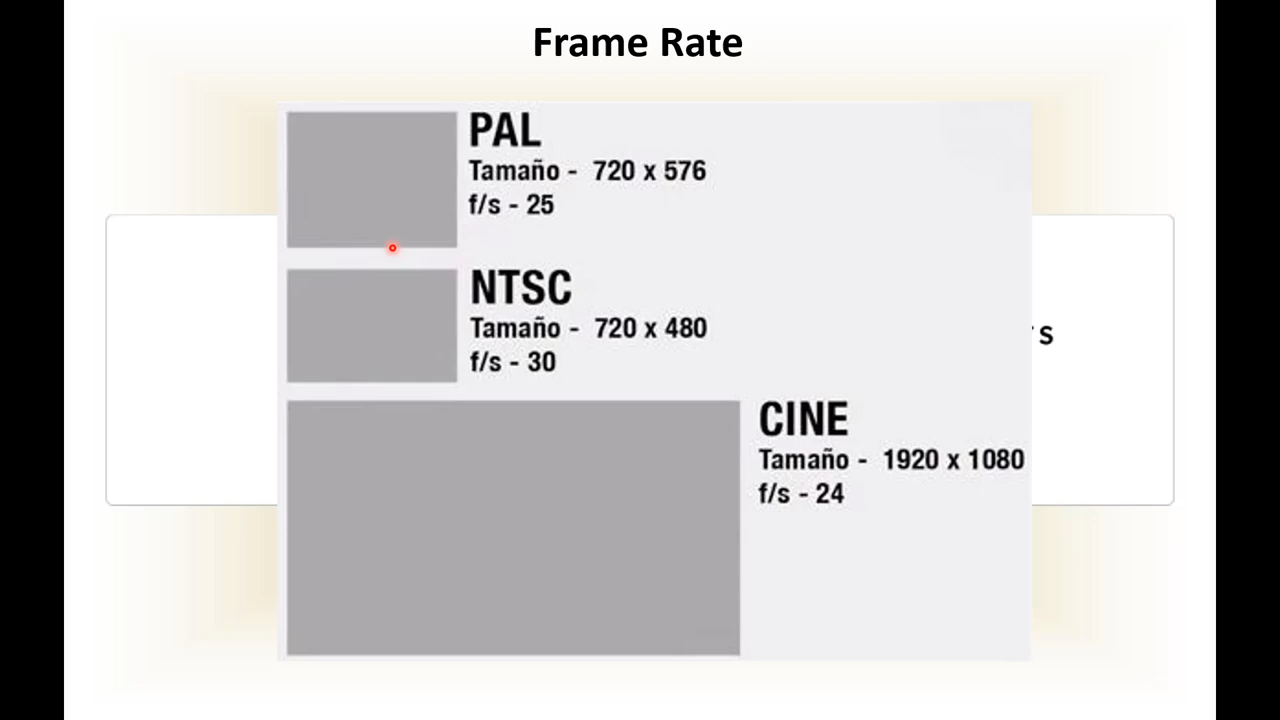 Frame Rate
PAL
Tamaño - 720 x 576
f/s - 25
NTSC
Tamaño - 720 x 480
f/s - 30
CINE
Tamaño - 1920 x 1080
f/s - 24